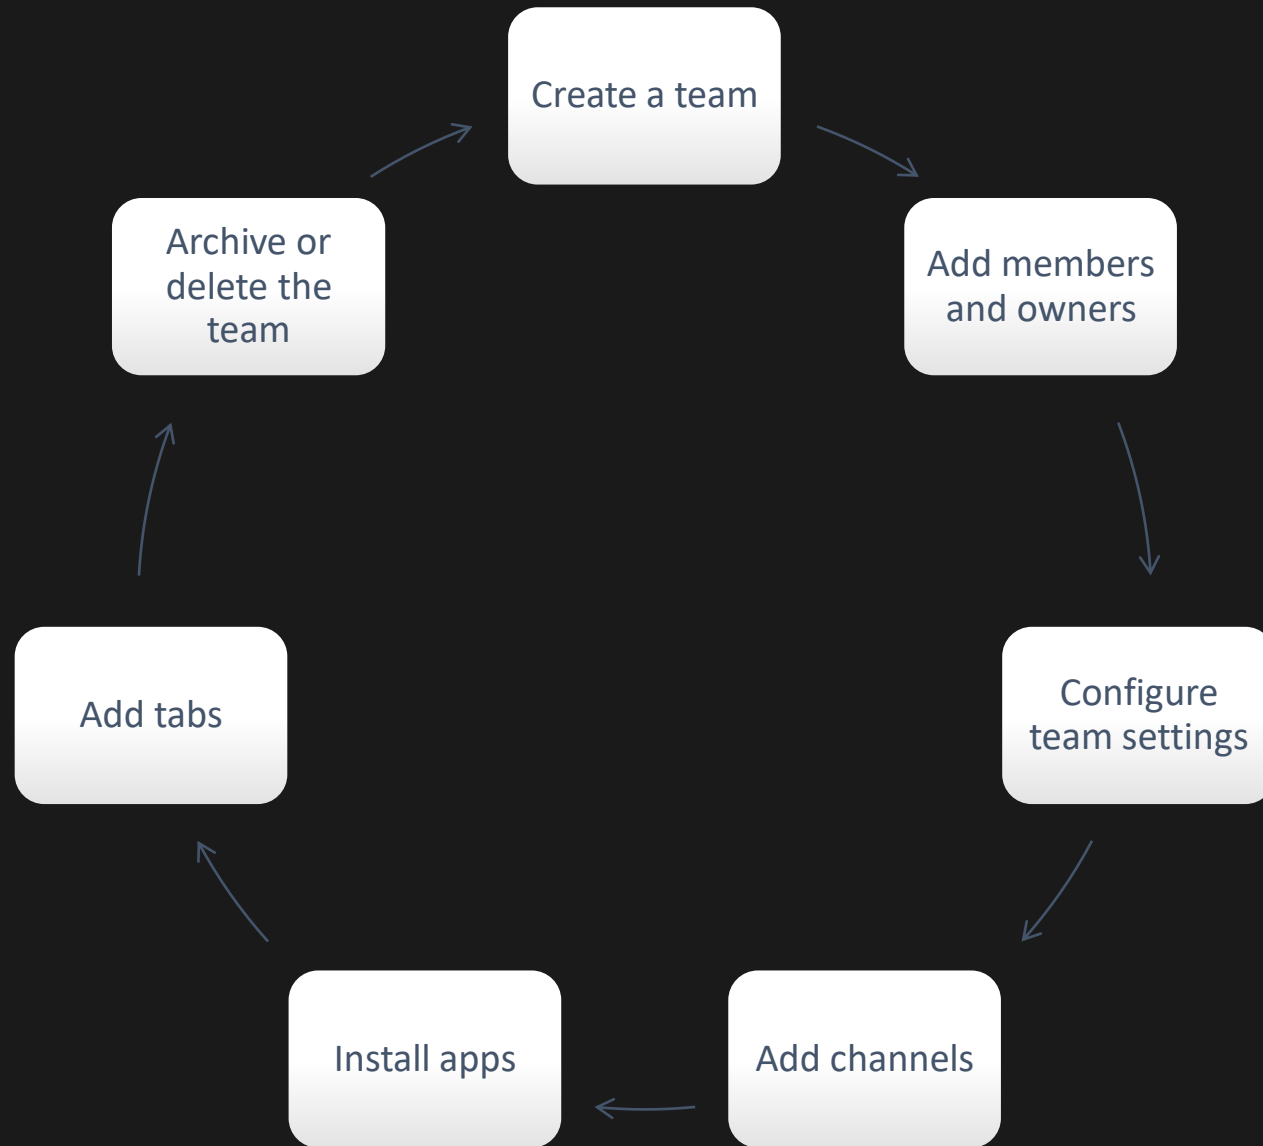 Create a team
Add members
and owners
Configure
team settings
Add channels
Install apps
Add tabs
Archive or
delete the
team